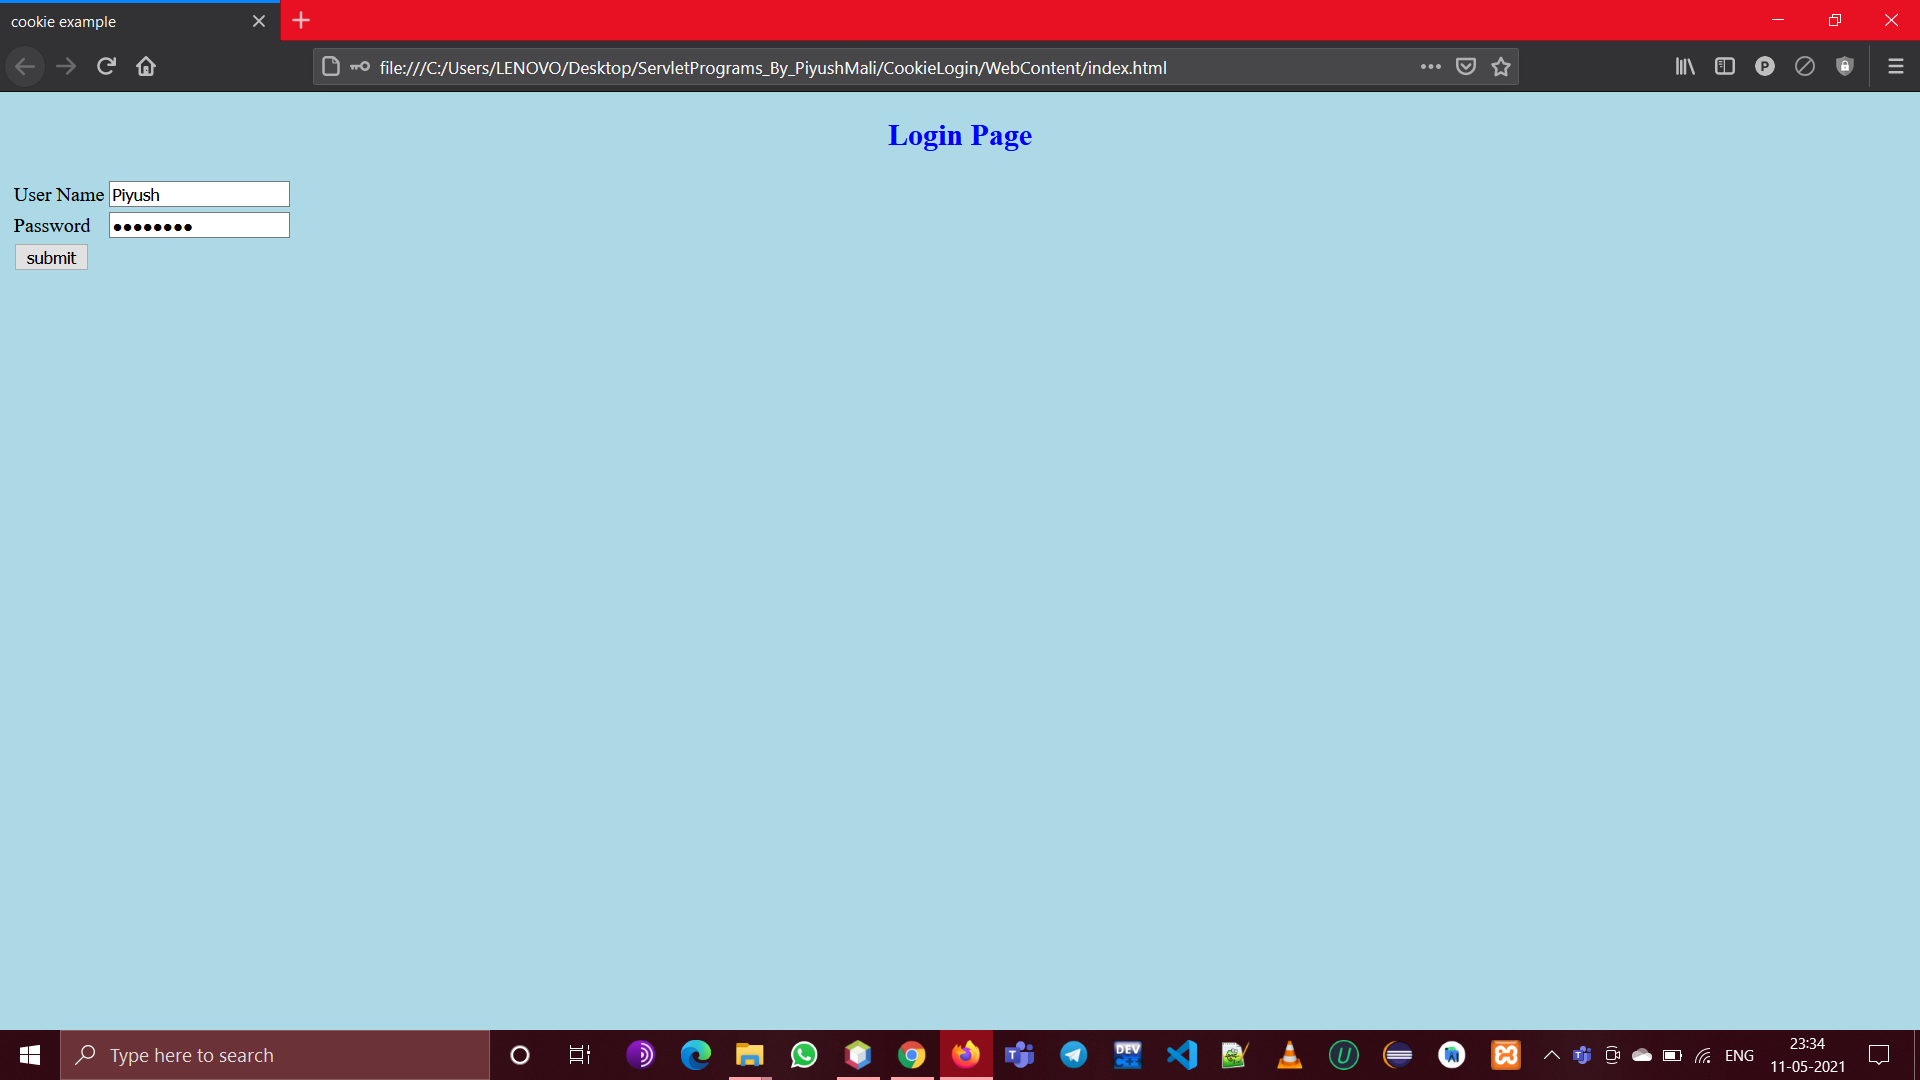 cookie example
file:///C:/Users/LENOVO/Desktop/ServletPrograms_By_PiyushMali/CookieLogin/WebContent/index.html
P
Login Page
User Name Piyush
Password ●●●●●●●●
submit
Type here to search
DEV
C++
ENG
23:34
11-05-2021